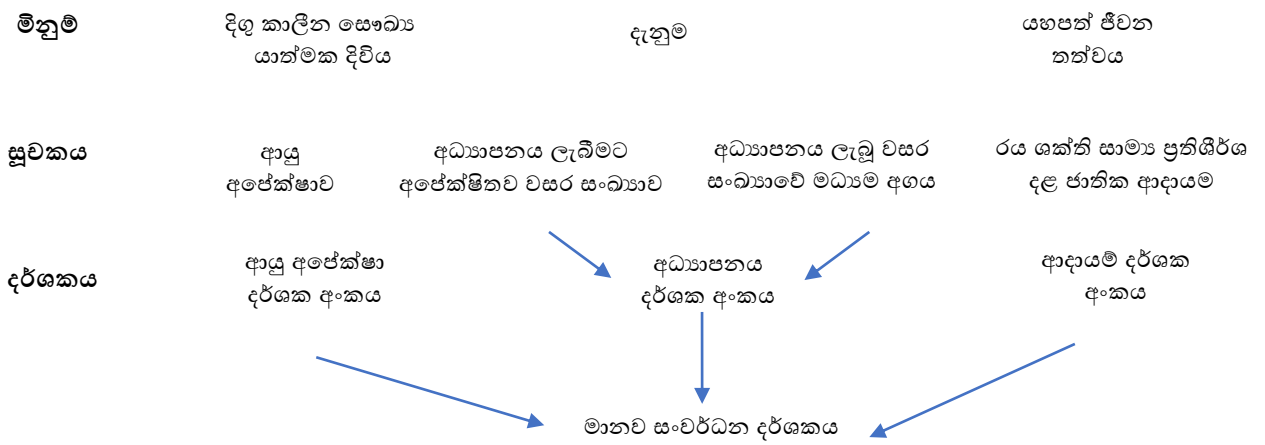 මිනුම්
දිගු කාලීන සෞඛ්‍ය
යාත්මක දිවිය
දැනුම
යහපත් ජීවන
තත්වය
සූචකය
ආයු
අපේක්ෂාව
අධ්‍යාපනය ලැබීමට
අපේක්ෂිතව වසර සංඛ්‍යාව
අධ්‍යාපනය ලැබූ වසර
සංඛ්‍යාවේ මධ්‍යම අගය
රය ශක්ති සාම්‍ය ප්‍රතිශීර්ශ
දළ ජාතික ආදායම
දර්ශකය
ආයු අපේක්ෂා
දර්ශක අංකය
අධ්‍යාපනය
දර්ශක අංකය
ආදායම් දර්ශක
අංකය
මානව සංවර්ධන දර්ශකය